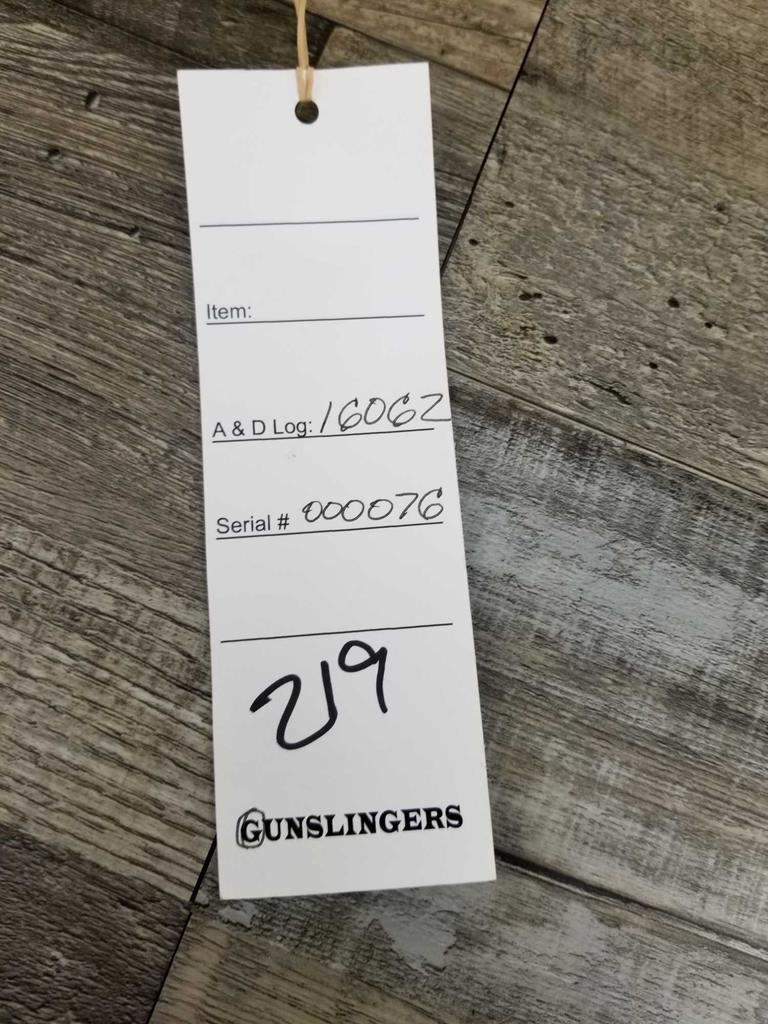 Item:
A & D Log: 16062
Serial # 000076
219
GUNSLINGERS